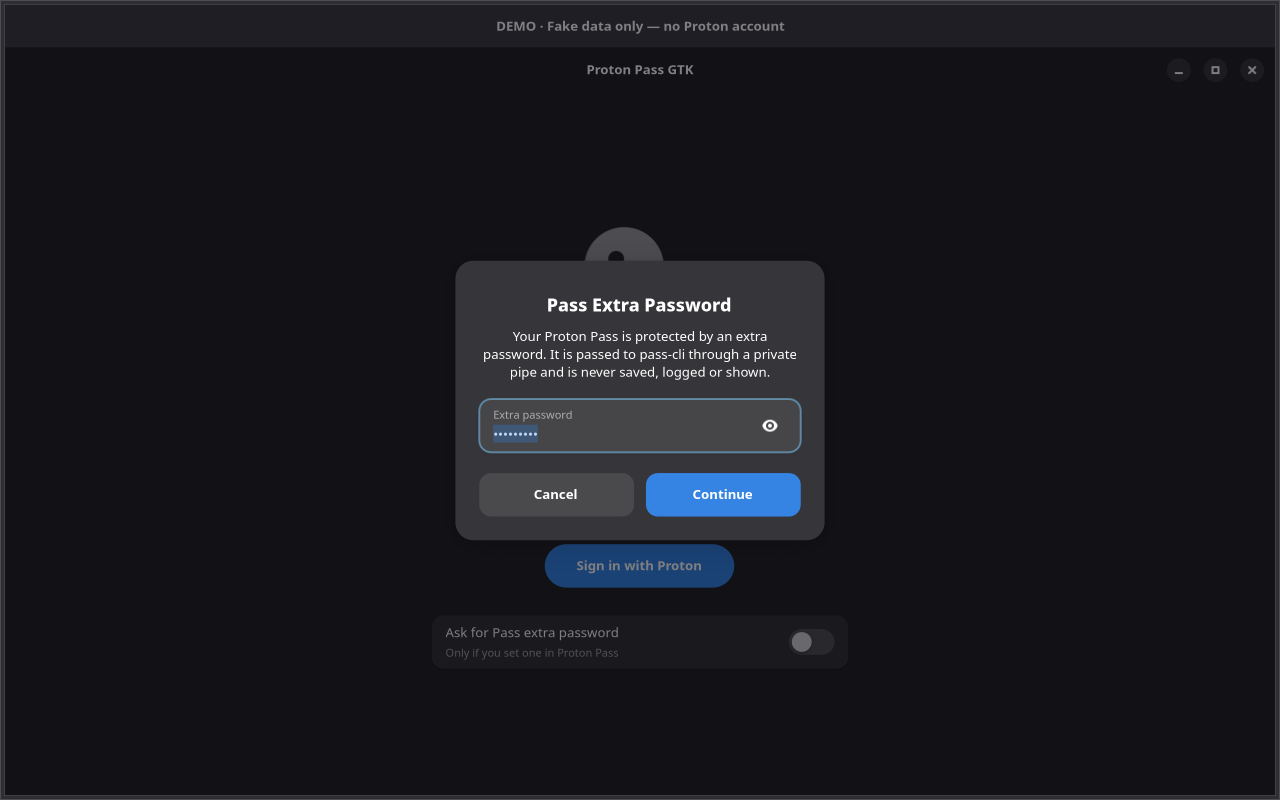 DEMO · Fake data only — no Proton account
Proton Pass GTK
Pass Extra Password
Your Proton Pass is protected by an extra
password. It is passed to pass-cli through a private
pipe and is never saved, logged or shown.
Extra password
•••••••••
Cancel
Continue
Sign in with Proton
Ask for Pass extra password
Only if you set one in Proton Pass